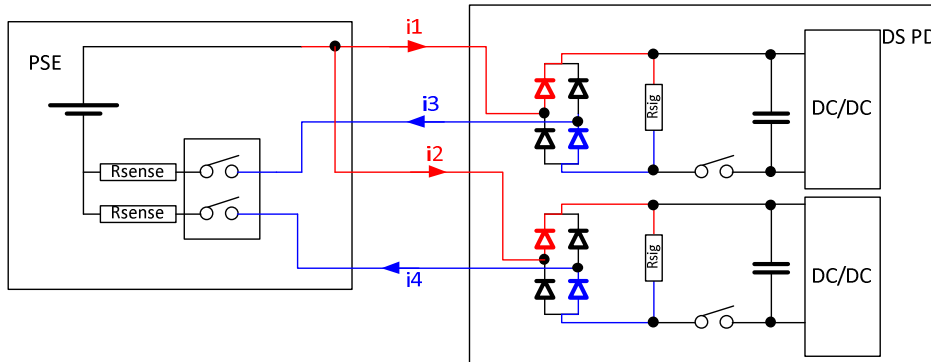 i1
DS PD
PSE
i3
Rsig
DC/DC
i2
Rsense
Rsense
Rsig
DC/DC
i4